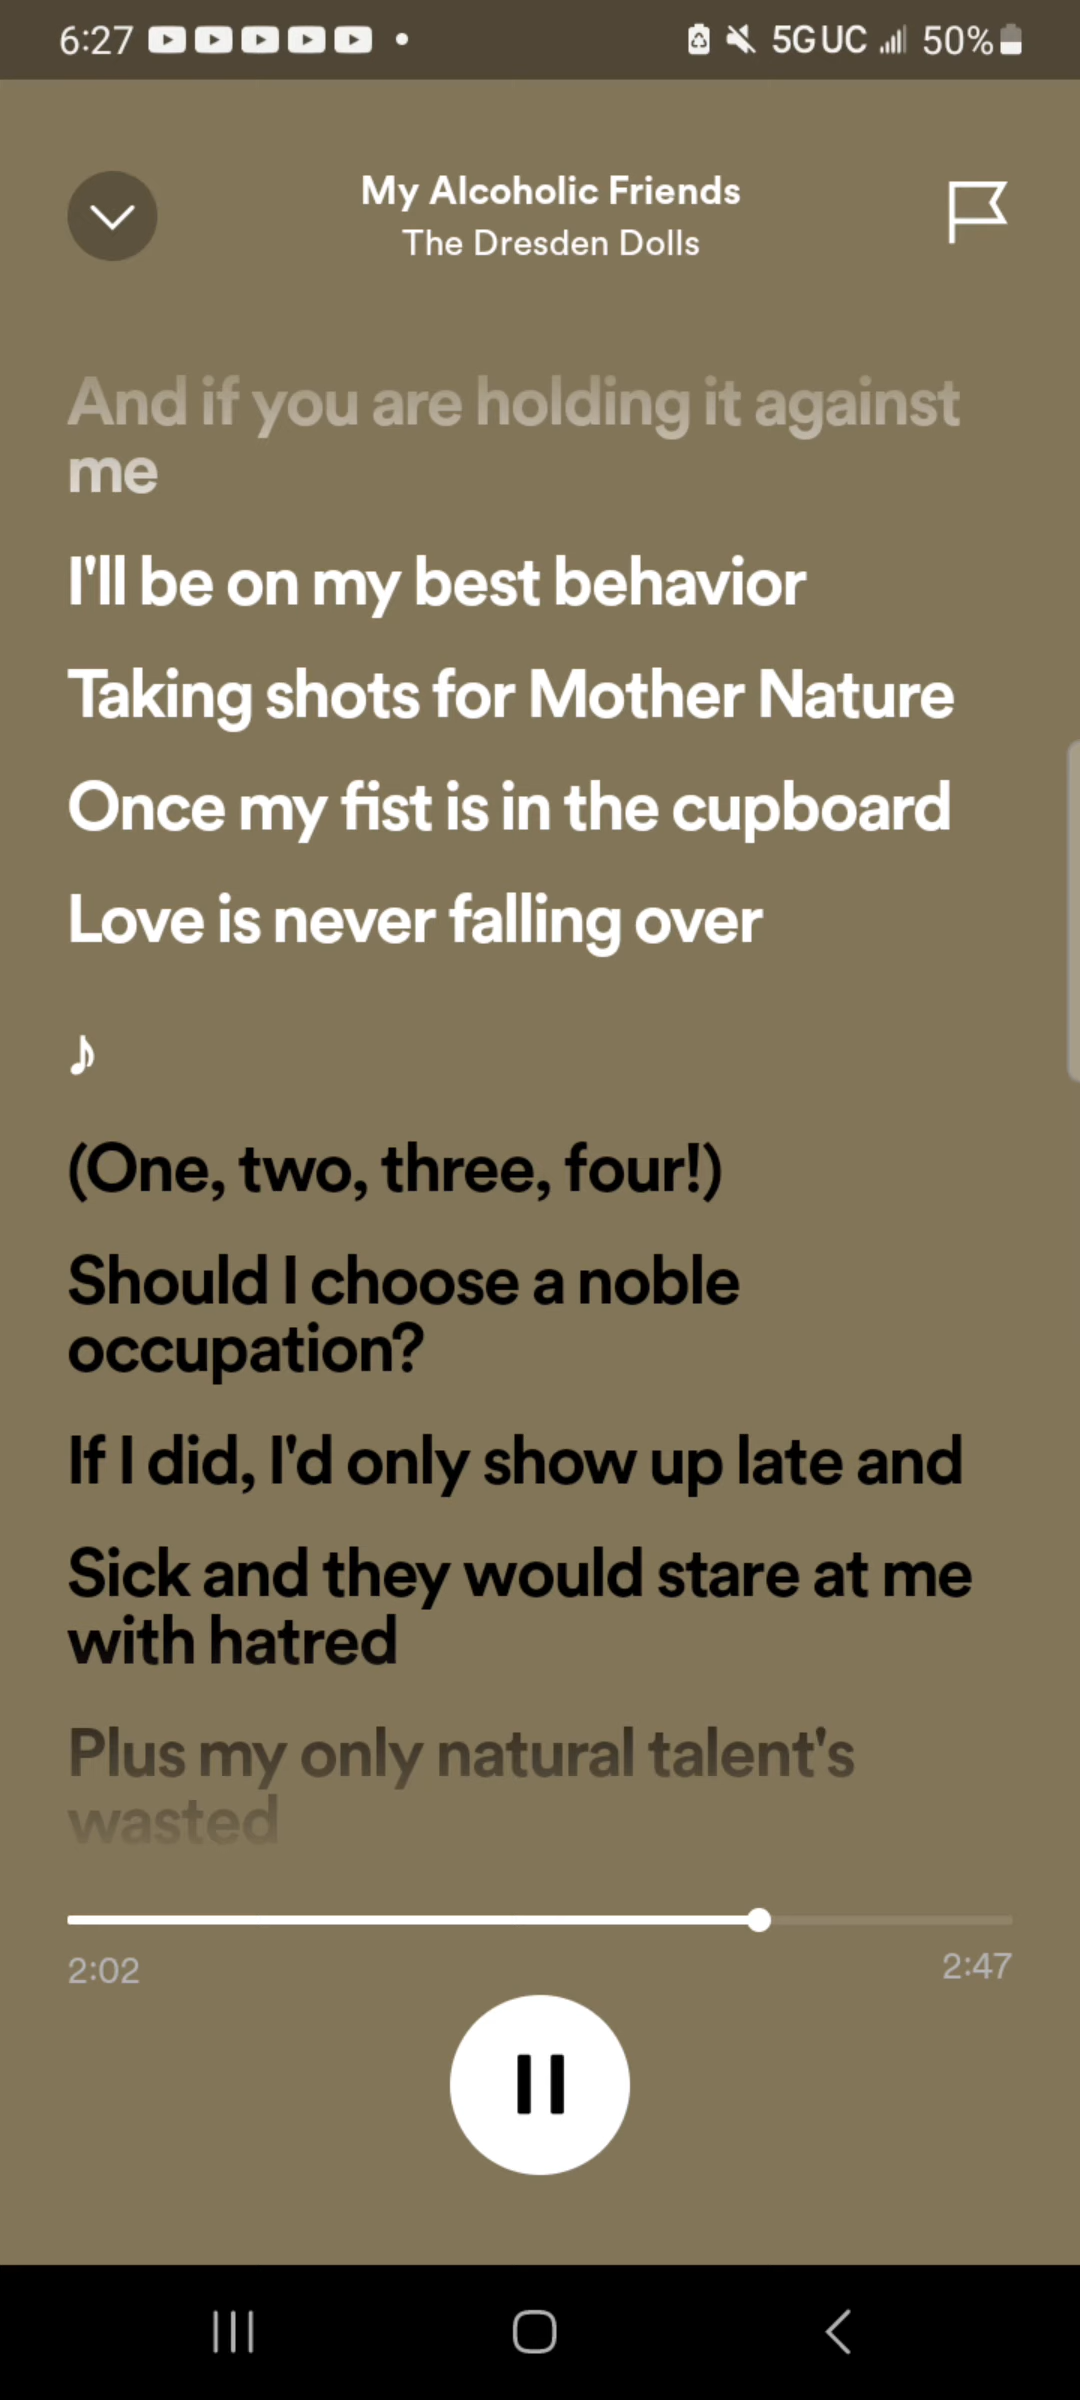 6:27
5G UC 50%
My Alcoholic Friends
The Dresden Dolls
And if you are holding it against
me
I'll be on my best behavior
Taking shots for Mother Nature
Once my fist is in the cupboard
Love is never falling over
♪
(One, two, three, four!)
Should I choose a noble
occupation?
If I did, I'd only show up late and
Sick and they would stare at me
with hatred
Plus my only natural talent's
wasted
2:02
2:47